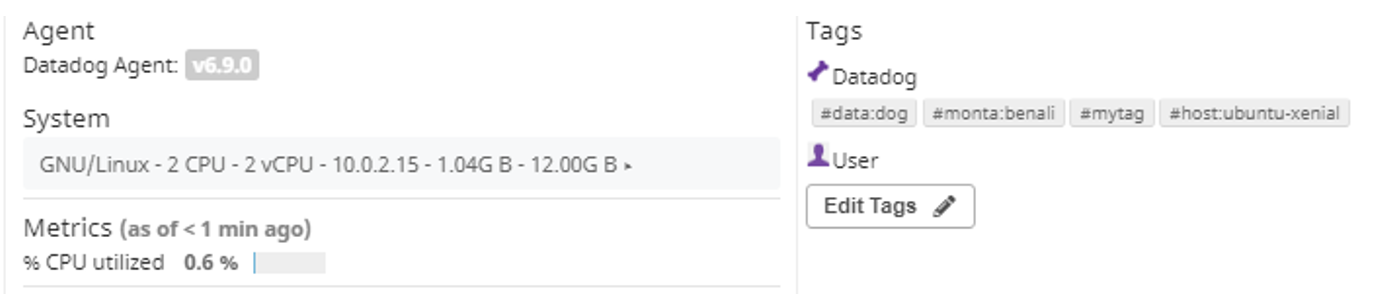 Agent
Datadog Agent: v6.9.0
System
GNU/Linux - 2 CPU - 2 vCPU - 10.0.2.15 - 1.04G B - 12.00G B ▸
Metrics (as of < 1 min ago)
% CPU utilized 0.6 %
Tags
Datadog
#data:dog #monta:benali #mytag #host:ubuntu-xenial
User
Edit Tags